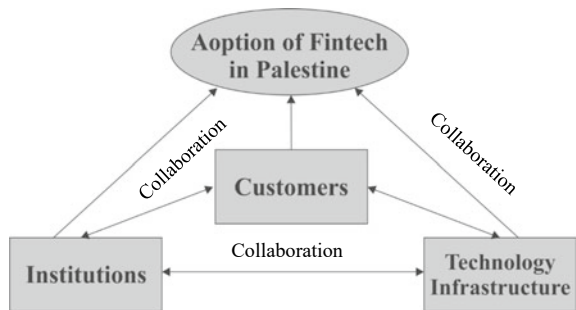 Aoption of Fintech
in Palestine
Collaboration
Collaboration
Customers
Collaboration
Institutions
Technology
Infrastructure